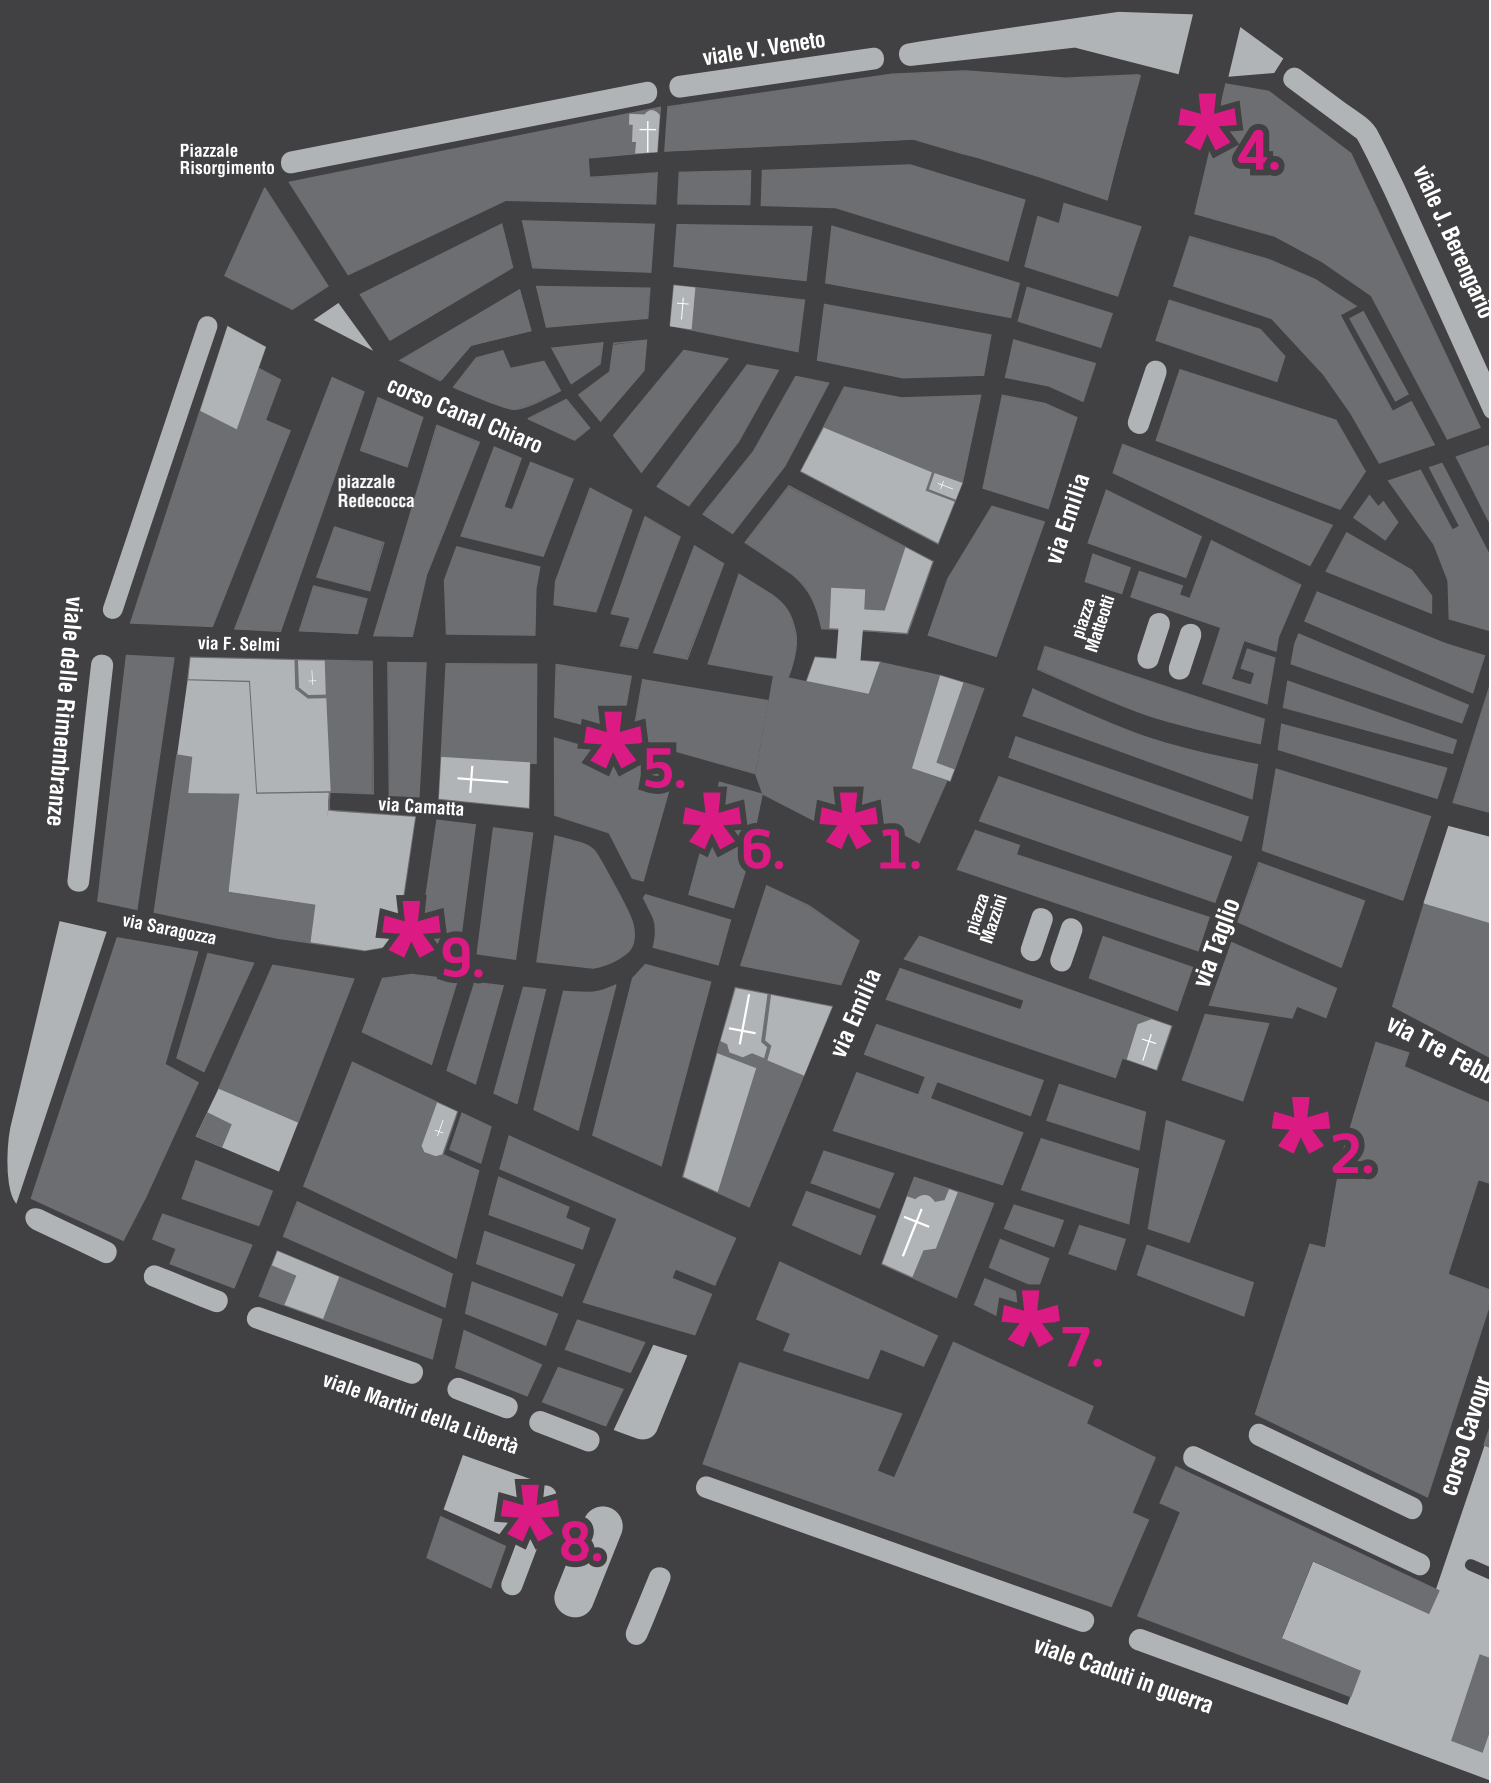 viale V. Veneto
4.
Piazzale
Risorgimento
viale J. Berengario
corso Canal Chiaro
piazzale
Redecocca
via Emilia
piazza
Matteotti
viale delle Rimembranze
via F. Selmi
5.
via Camatta
6.
1.
via Saragozza
9.
piazza
Mazzini
via Taglio
via Emilia
via Tre Febb
2.
7.
viale Martiri della Libertà
corso Cavour
8.
viale Caduti in guerra